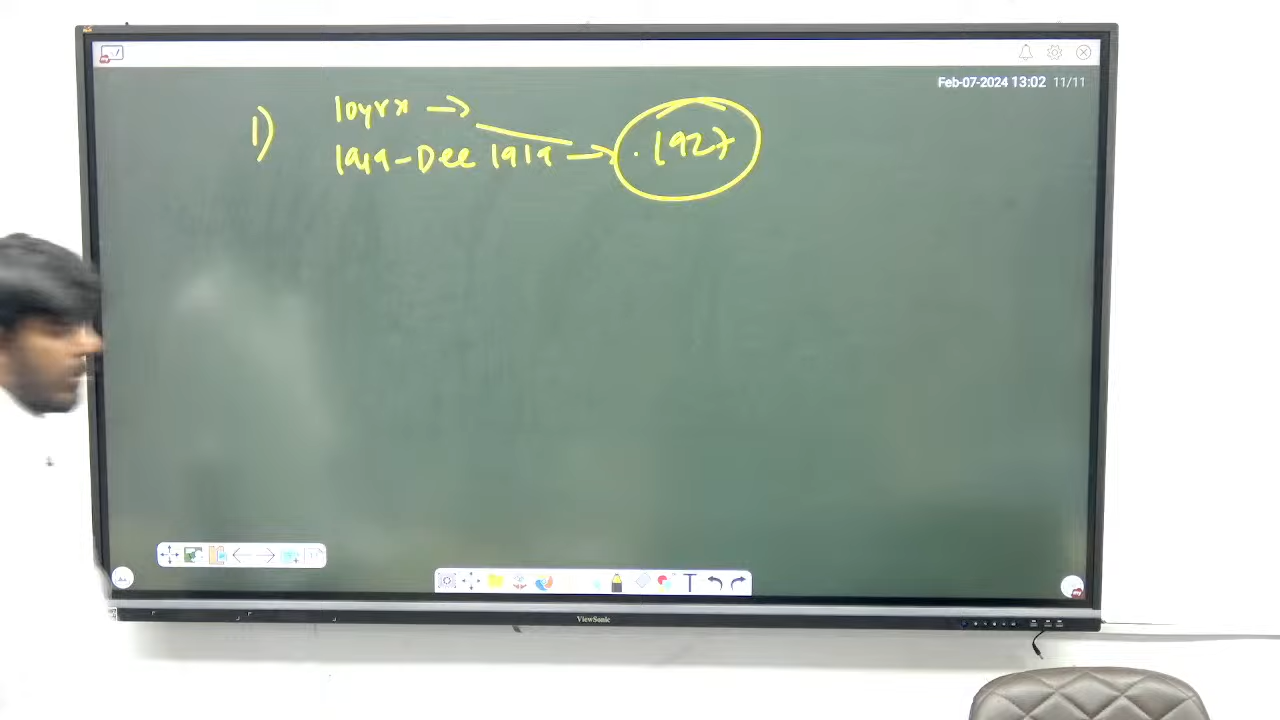 Feb-07-2024 13:02 11/11
1) 10yrs →
1919-Dec 1919 → . 1927
ViewSonic